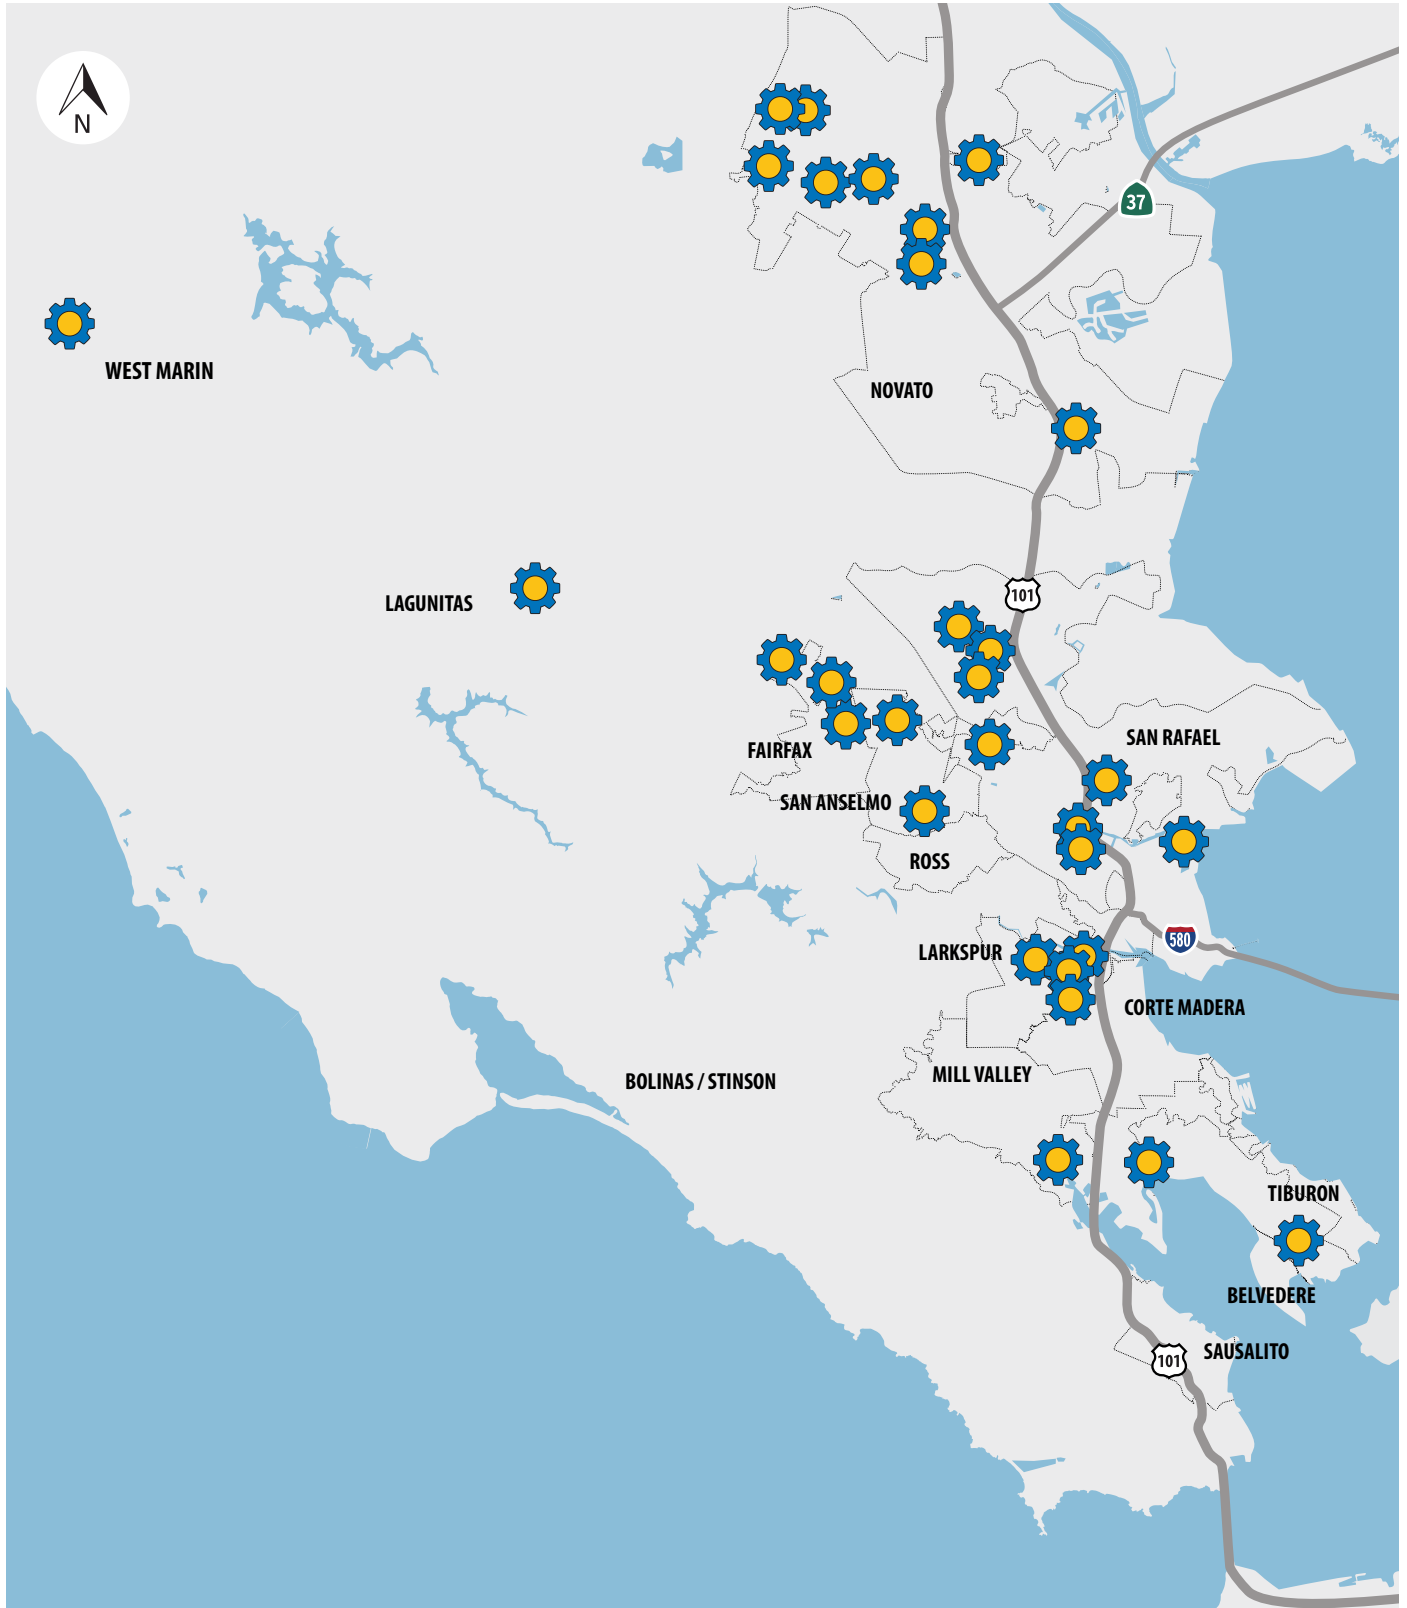 N
37
WEST MARIN
NOVATO
101
LAGUNITAS
SAN RAFAEL
FAIRFAX
SAN ANSELMO
ROSS
580
LARKSPUR
CORTE MADERA
MILL VALLEY
BOLINAS / STINSON
TIBURON
BELVEDERE
SAUSALITO
101